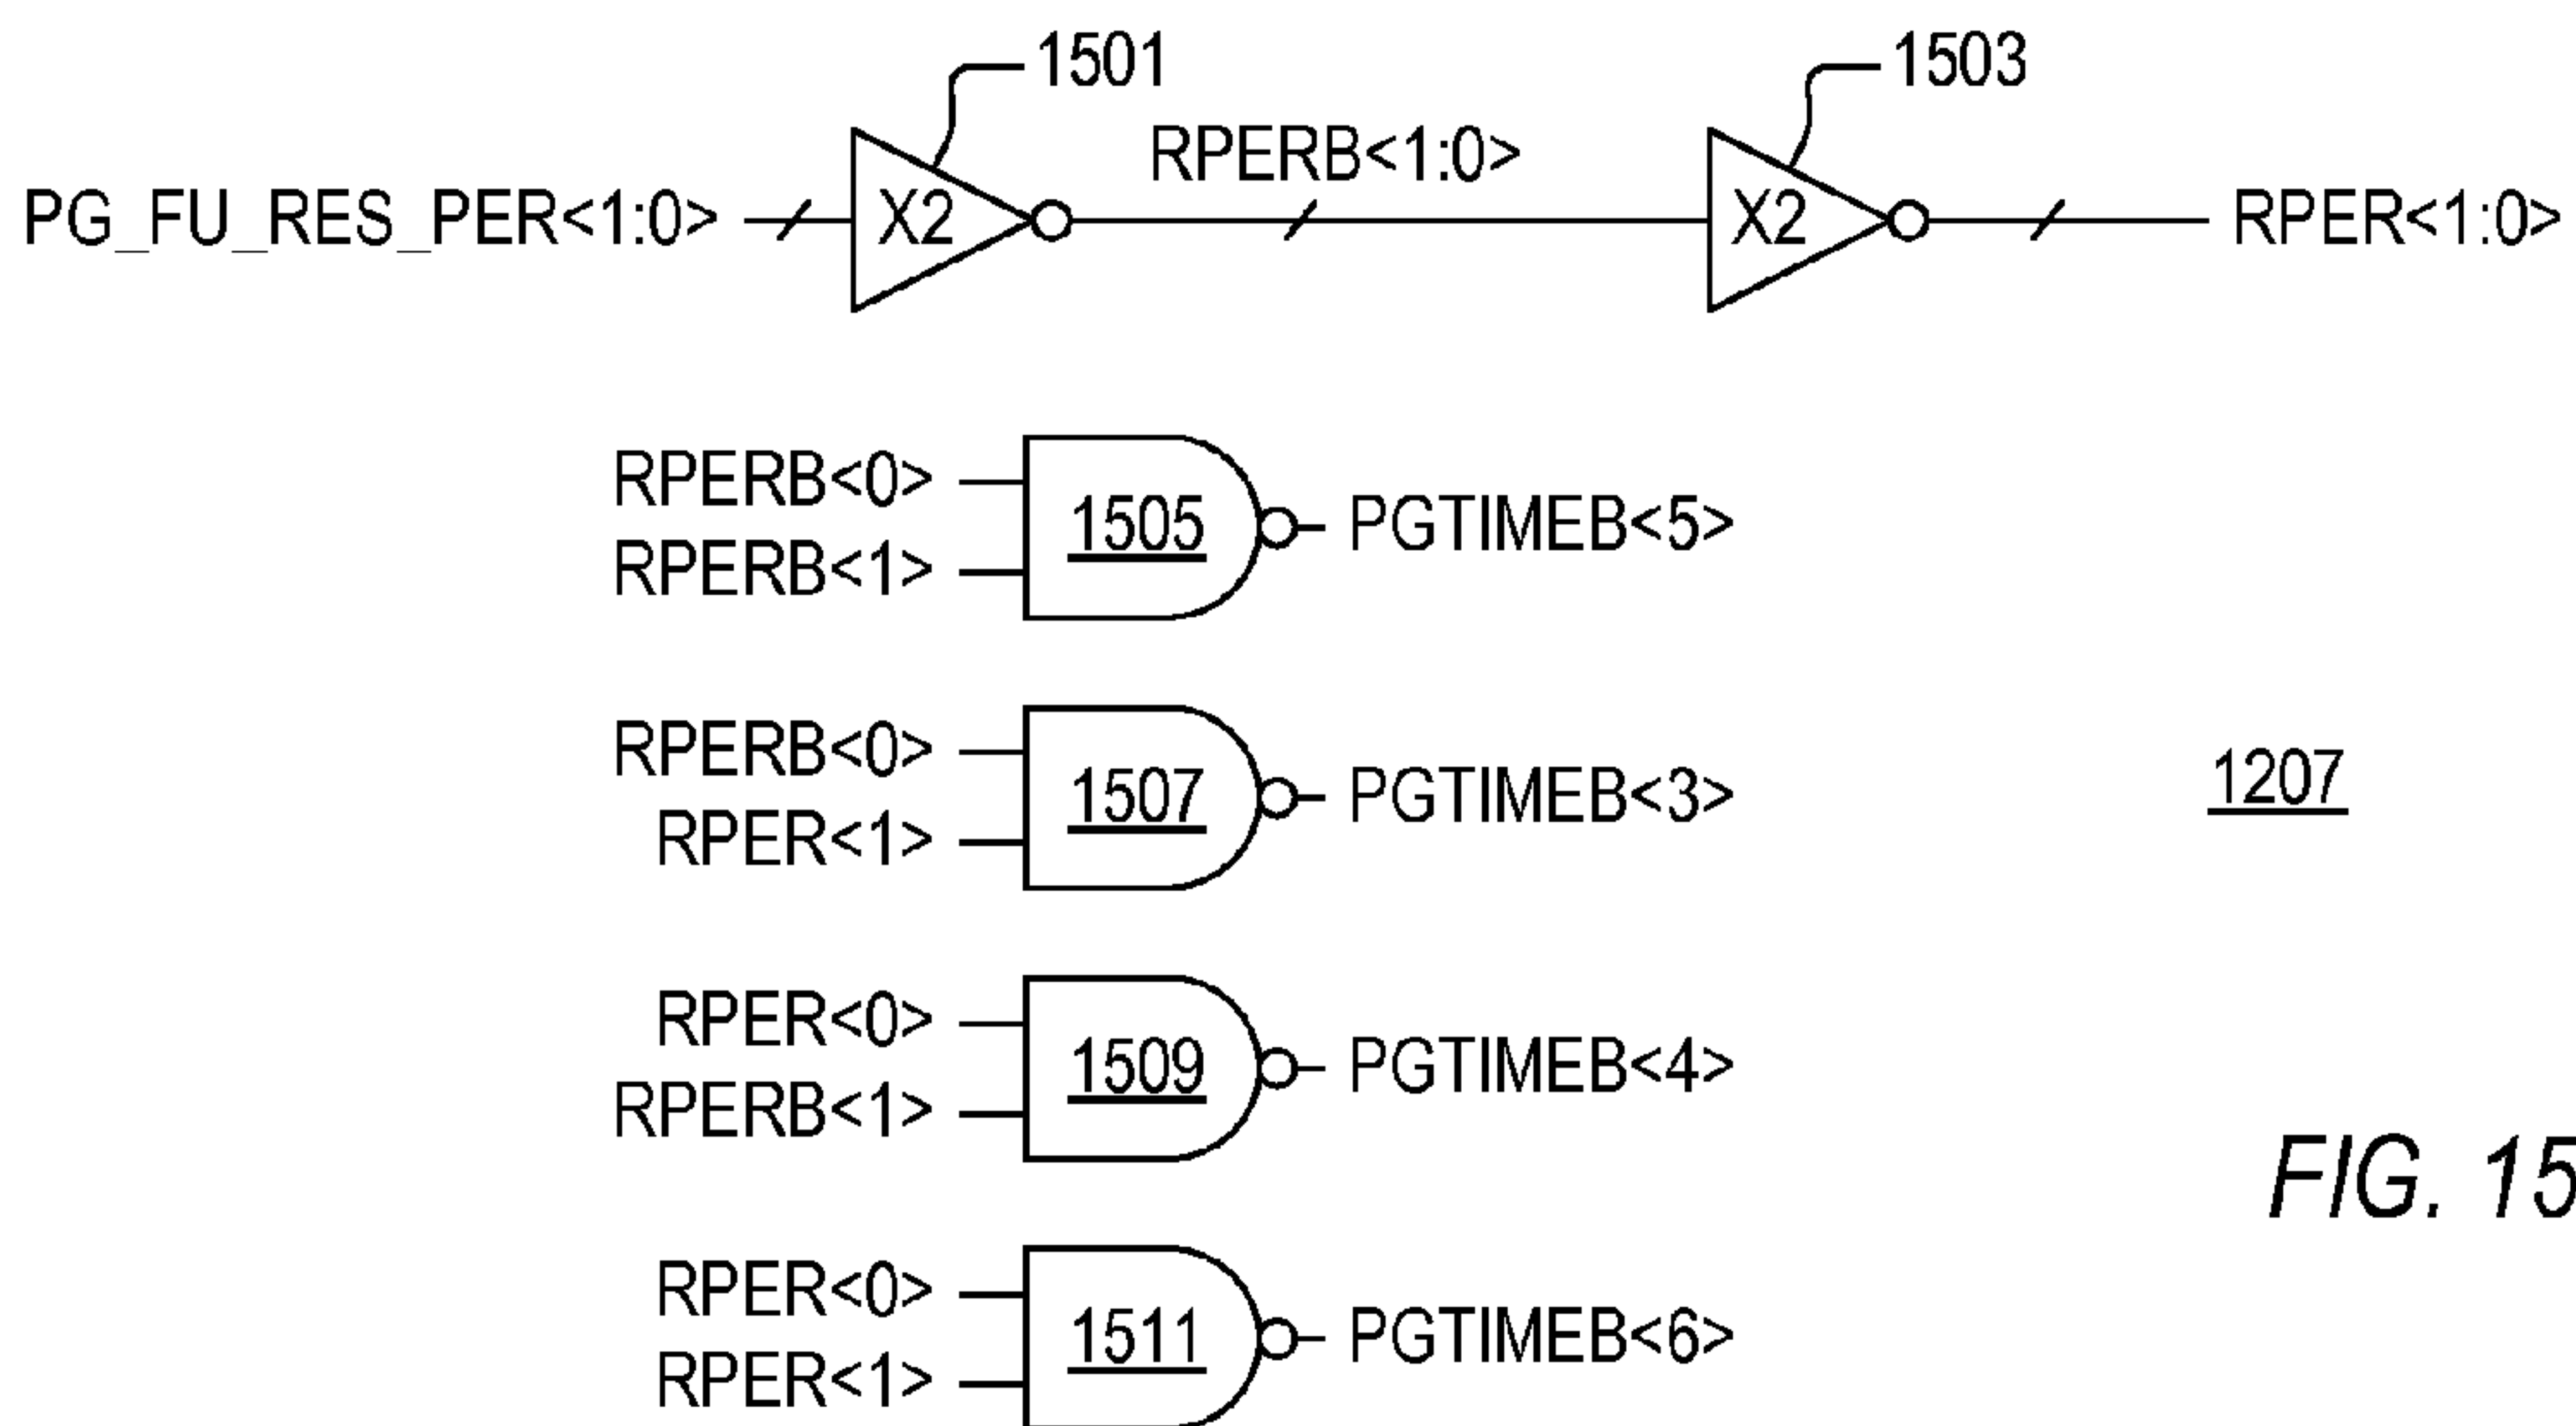 1501
1503
PG_FU_RES_PER<1:0>
X2
RPERB<1:0>
X2
RPER<1:0>
RPERB<0>
RPERB<1>
1505
PGTIMEB<5>
RPERB<0>
RPER<1>
1507
PGTIMEB<3>
1207
RPER<0>
RPERB<1>
1509
PGTIMEB<4>
FIG. 15
RPER<0>
RPER<1>
1511
PGTIMEB<6>